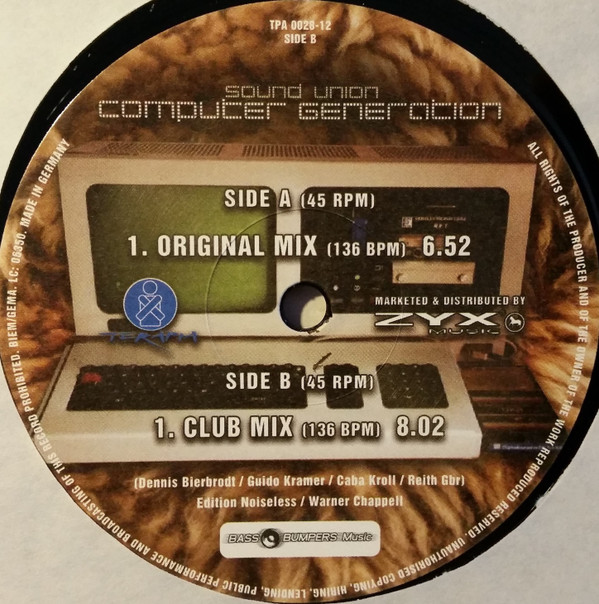 TPA 0028-12
SIDE B
sound union
computer generation
SIDE A (45 RPM)
1. ORIGINAL MIX (136 BPM) 6.52
MARKETED & DISTRIBUTED BY
ZYX
MUSIC
TERAPIA
SIDE B (45 RPM)
1. CLUB MIX (136 BPM) 8.02
(Dennis Bierbrodt / Guido Kramer / Caba Kroll / Reith Gbr)
Edition Noiseless / Warner Chappell
BASS BUMPERS Music
ALL RIGHTS OF THE PRODUCER AND OF THE OWNER OF THE WORK REPRODUCED RESERVED. UNAUTHORISED COPYING, HIRING, LENDING, PUBLIC PERFORMANCE AND BROADCASTING OF THIS RECORD PROHIBITED. BIEM/GEMA. LC: 05350. MADE IN GERMANY